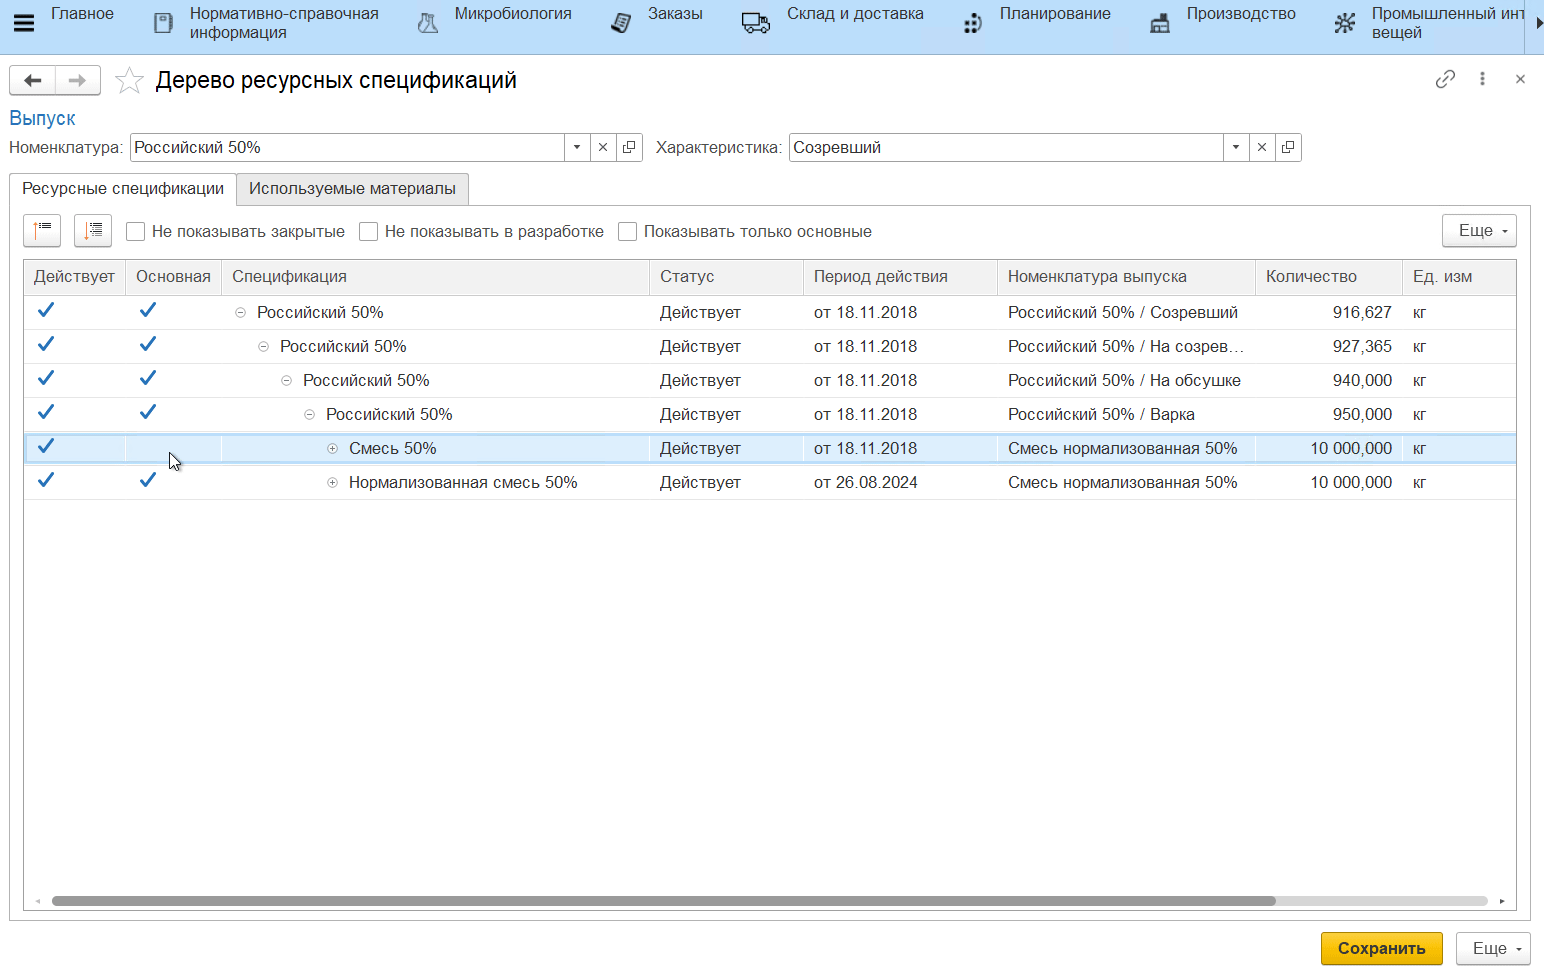 Главное
Нормативно-справочная
информация
Микробиология
Заказы
Склад и доставка
Планирование
Производство
Промышленный инт
вещей
Дерево ресурсных спецификаций
Выпуск
Номенклатура: Российский 50% Характеристика: Созревший
Ресурсные спецификации Используемые материалы
Не показывать закрытые Не показывать в разработке Показывать только основные Еще
Действует Основная Спецификация Статус Период действия Номенклатура выпуска Количество Ед. изм
Российский 50% Действует от 18.11.2018 Российский 50% / Созревший 916,627 кг
Российский 50% Действует от 18.11.2018 Российский 50% / На созрев... 927,365 кг
Российский 50% Действует от 18.11.2018 Российский 50% / На обсушке 940,000 кг
Российский 50% Действует от 18.11.2018 Российский 50% / Варка 950,000 кг
Смесь 50% Действует от 18.11.2018 Смесь нормализованная 50% 10 000,000 кг
Нормализованная смесь 50% Действует от 26.08.2024 Смесь нормализованная 50% 10 000,000 кг
Сохранить Еще